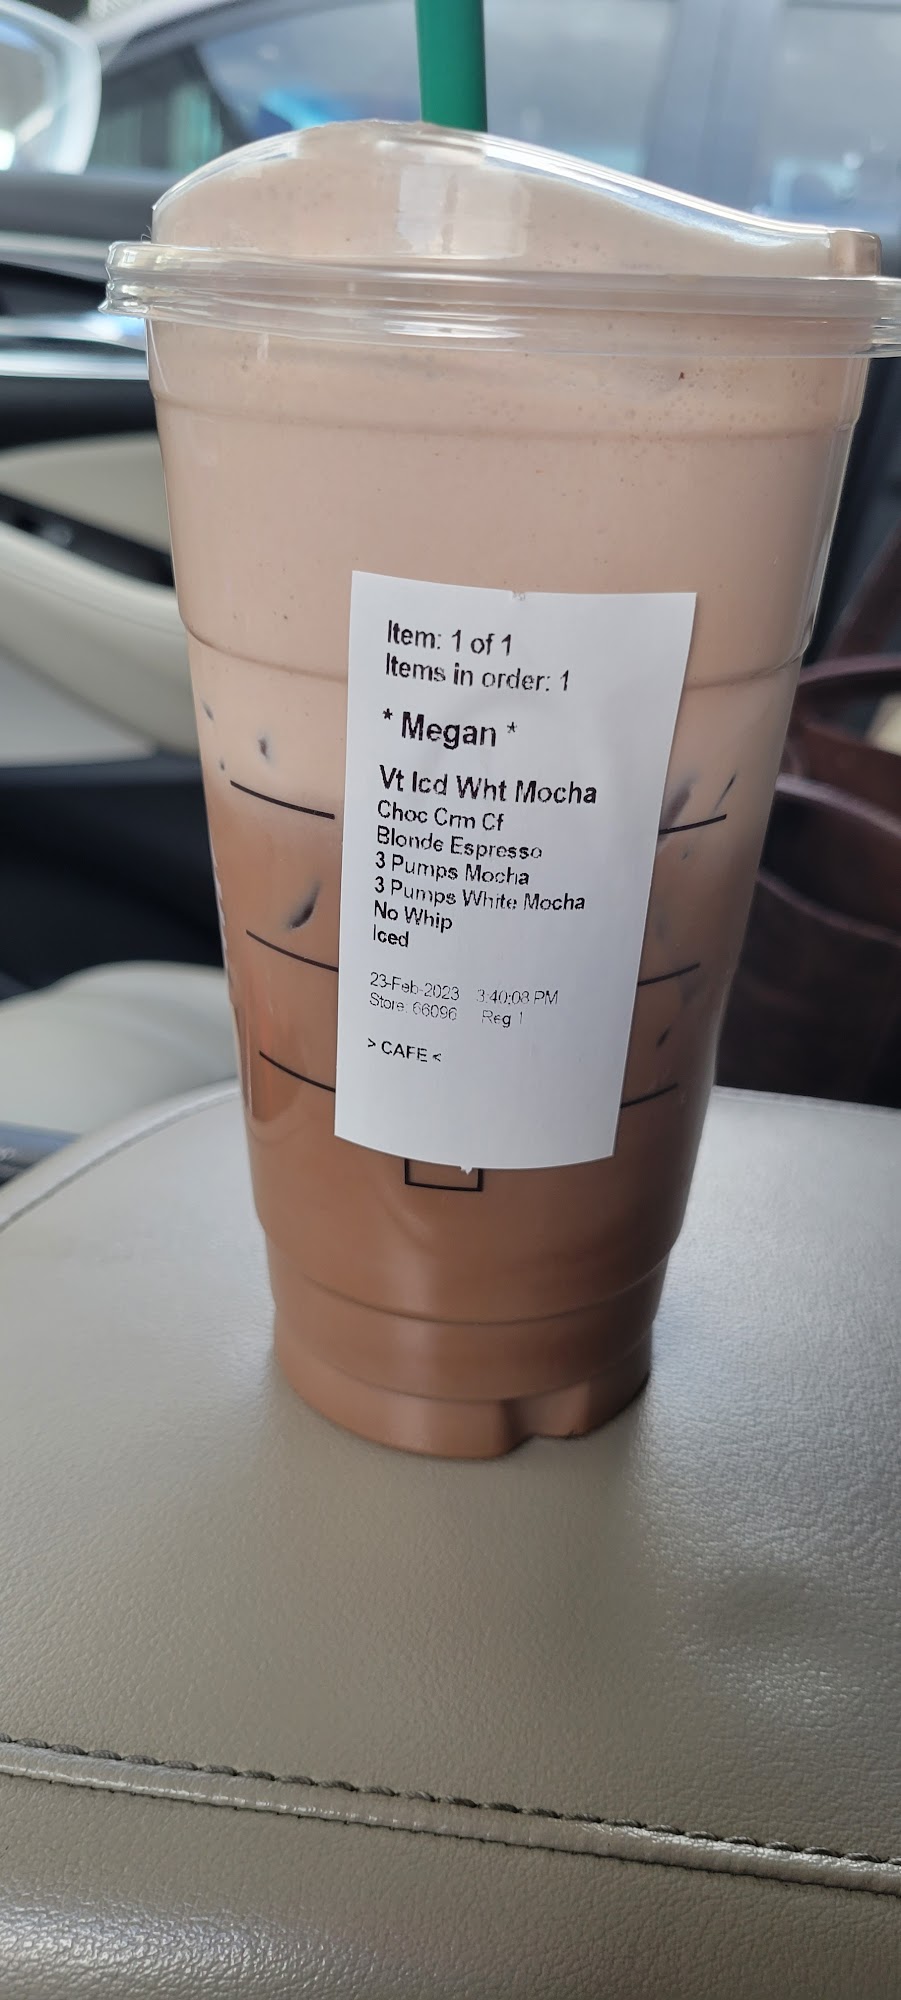 Item: 1 of 1
Items in order: 1
* Megan *
Vt Icd Wht Mocha
Choc Crm Cf
Blonde Espresso
3 Pumps Mocha
3 Pumps White Mocha
No Whip
Iced
23-Feb-2023 3:40:08 PM
Store: 66096 Reg 1
> CAFE <